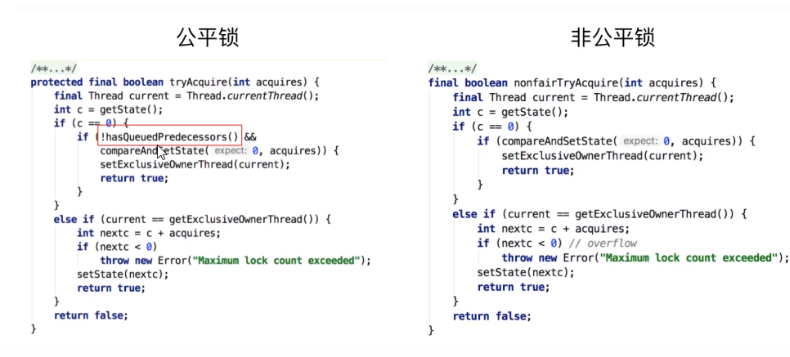 公平锁
/**...*/
protected final boolean tryAcquire(int acquires) {
final Thread current = Thread.currentThread();
int c = getState();
if (c == 0) {
if (!hasQueuedPredecessors() &&
compareAndSetState( expect: 0, acquires)) {
setExclusiveOwnerThread(current);
return true;
}
}
else if (current == getExclusiveOwnerThread()) {
int nextc = c + acquires;
if (nextc < 0)
throw new Error("Maximum lock count exceeded");
setState(nextc);
return true;
}
return false;
}
非公平锁
/**...*/
final boolean nonfairTryAcquire(int acquires) {
final Thread current = Thread.currentThread();
int c = getState();
if (c == 0) {
if (compareAndSetState( expect: 0, acquires)) {
setExclusiveOwnerThread(current);
return true;
}
}
else if (current == getExclusiveOwnerThread()) {
int nextc = c + acquires;
if (nextc < 0) // overflow
throw new Error("Maximum lock count exceeded");
setState(nextc);
return true;
}
return false;
}